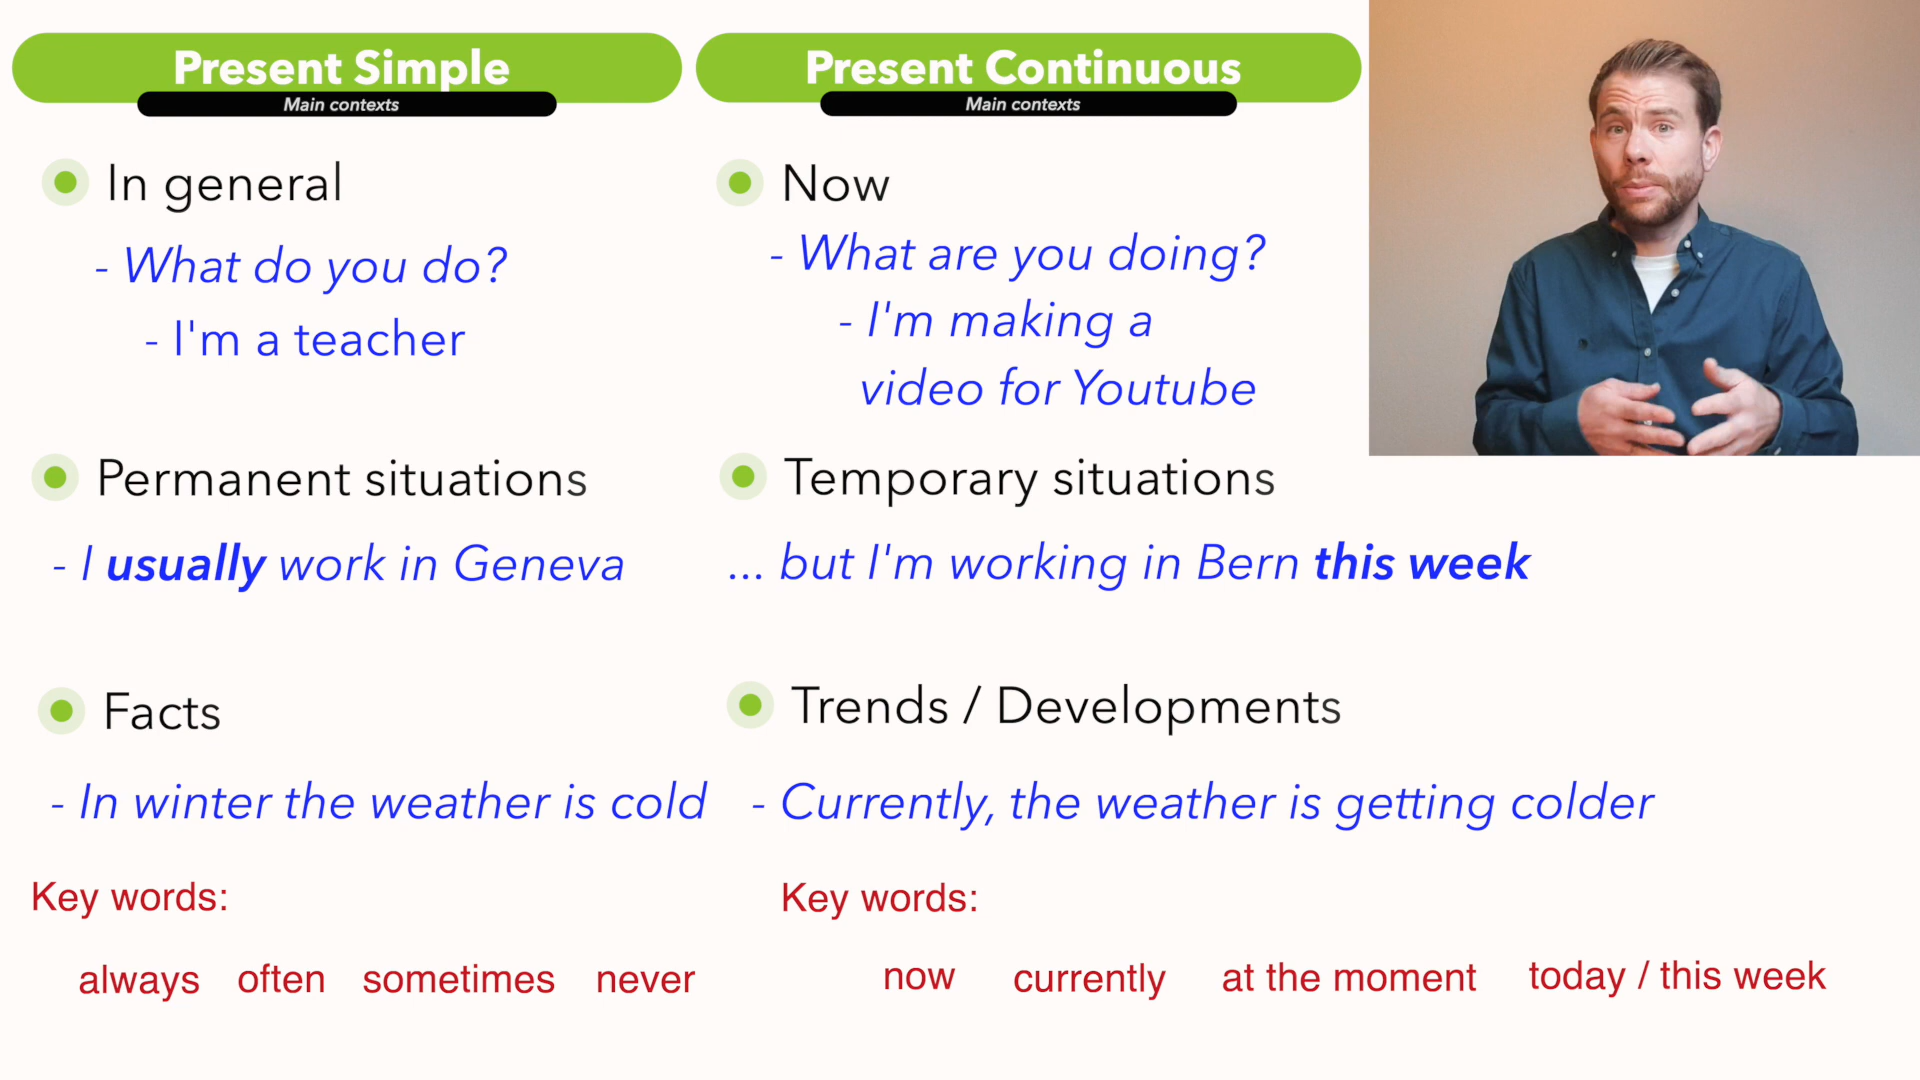 Present Simple
Main contexts
In general
- What do you do?
- I'm a teacher
Permanent situations
- I usually work in Geneva
Facts
- In winter the weather is cold
Key words:
always often sometimes never
Present Continuous
Main contexts
Now
- What are you doing?
- I'm making a
video for Youtube
Temporary situations
... but I'm working in Bern this week
Trends / Developments
- Currently, the weather is getting colder
Key words:
now currently at the moment today / this week